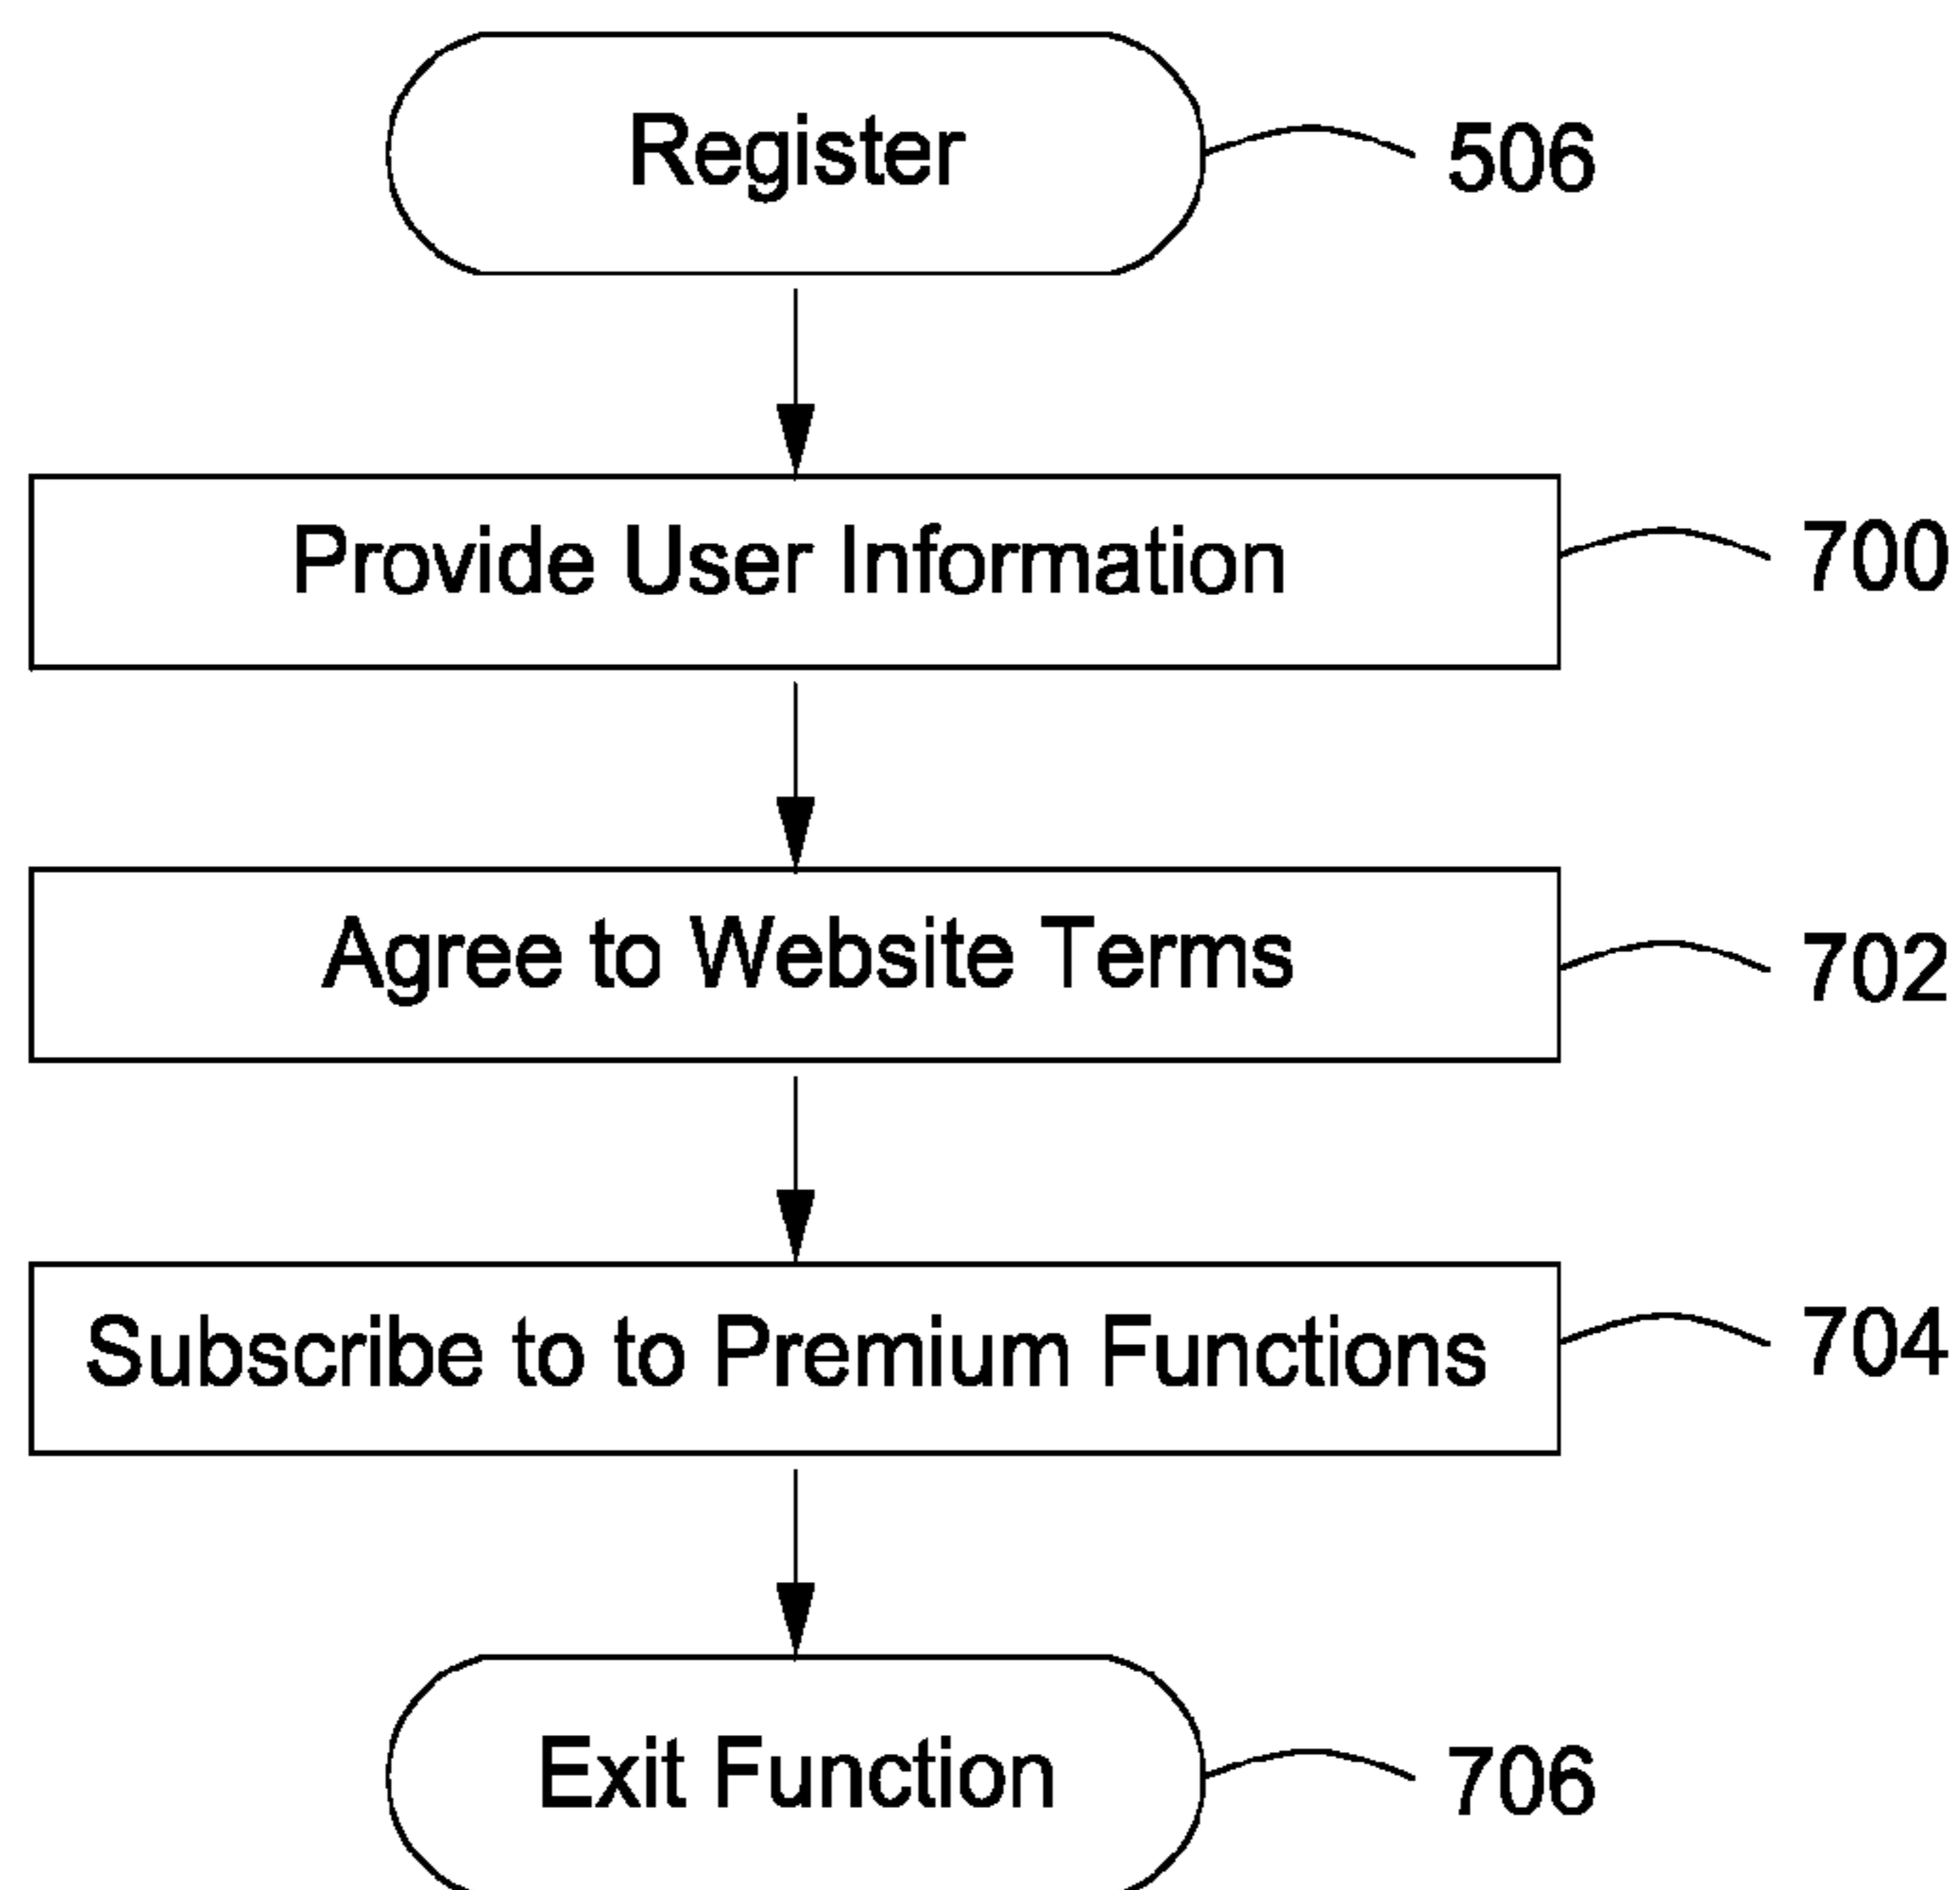 Register 506
Provide User Information 700
Agree to Website Terms 702
Subscribe to to Premium Functions 704
Exit Function 706